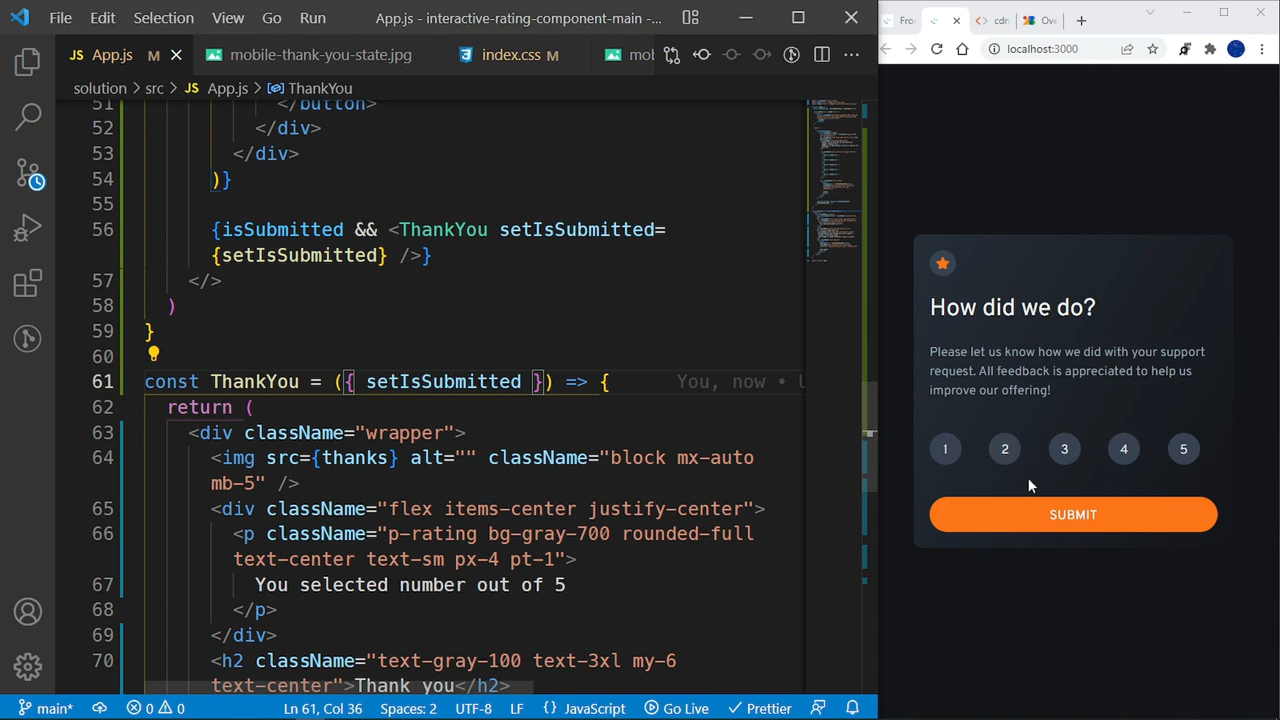 File Edit Selection View Go Run App.js - interactive-rating-component-main -...
App.js M mobile-thank-you-state.jpg index.css M mob
solution > src > App.js > ThankYou
51 </button>
52 </div>
53 </div>
54 )}
55
56 {isSubmitted && <ThankYou setIsSubmitted=
{setIsSubmitted} />}
57 </>
58 )
59 }
60
61 const ThankYou = ({ setIsSubmitted }) => { You, now •
62 return (
63 <div className="wrapper">
64 <img src={thanks} alt="" className="block mx-auto
mb-5" />
65 <div className="flex items-center justify-center">
66 <p className="p-rating bg-gray-700 rounded-full
text-center text-sm px-4 pt-1">
67 You selected number out of 5
68 </p>
69 </div>
70 <h2 className="text-gray-100 text-3xl my-6
text-center">Thank you</h2>
main* 0 0 Ln 61, Col 36 Spaces: 2 UTF-8 LF {} JavaScript Go Live Prettier
Fro cdn Ove
localhost:3000
How did we do?
Please let us know how we did with your support
request. All feedback is appreciated to help us
improve our offering!
1 2 3 4 5
SUBMIT